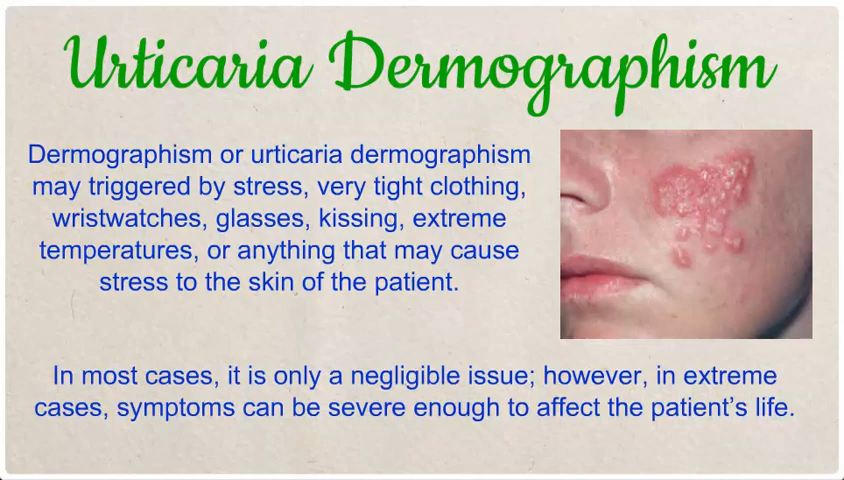 Urticaria Dermographism
Dermographism or urticaria dermographism
may triggered by stress, very tight clothing,
wristwatches, glasses, kissing, extreme
temperatures, or anything that may cause
stress to the skin of the patient.
In most cases, it is only a negligible issue; however, in extreme
cases, symptoms can be severe enough to affect the patient’s life.